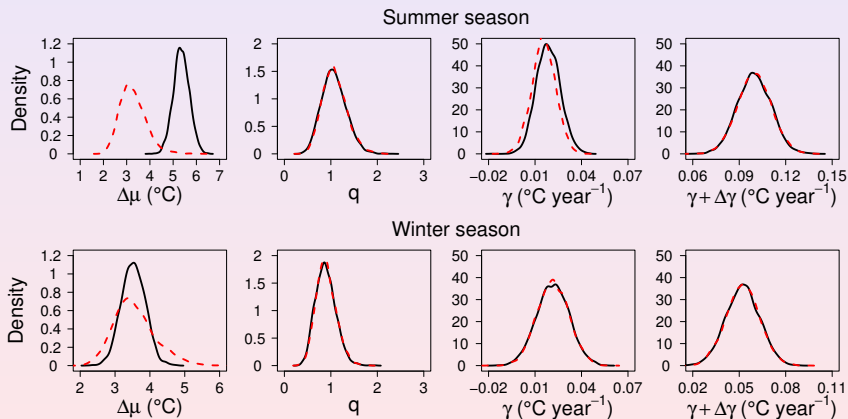 Summer season
Density
0 0.2 0.4 0.6 0.8 1 1.2
1 2 3 4 5 6 7
Δμ (°C)
0 0.5 1 1.5 2
0 1 2 3
q
0 10 20 30 40 50
−0.02 0.01 0.04 0.07
γ (°C year⁻¹)
0 10 20 30 40 50
0.06 0.09 0.12 0.15
γ + Δγ (°C year⁻¹)
Winter season
Density
0 0.2 0.4 0.6 0.8 1 1.2
2 3 4 5 6
Δμ (°C)
0 0.5 1 1.5 2
0 1 2 3
q
0 10 20 30 40 50
−0.02 0.01 0.04 0.07
γ (°C year⁻¹)
0 10 20 30 40 50
0.02 0.05 0.08 0.11
γ + Δγ (°C year⁻¹)